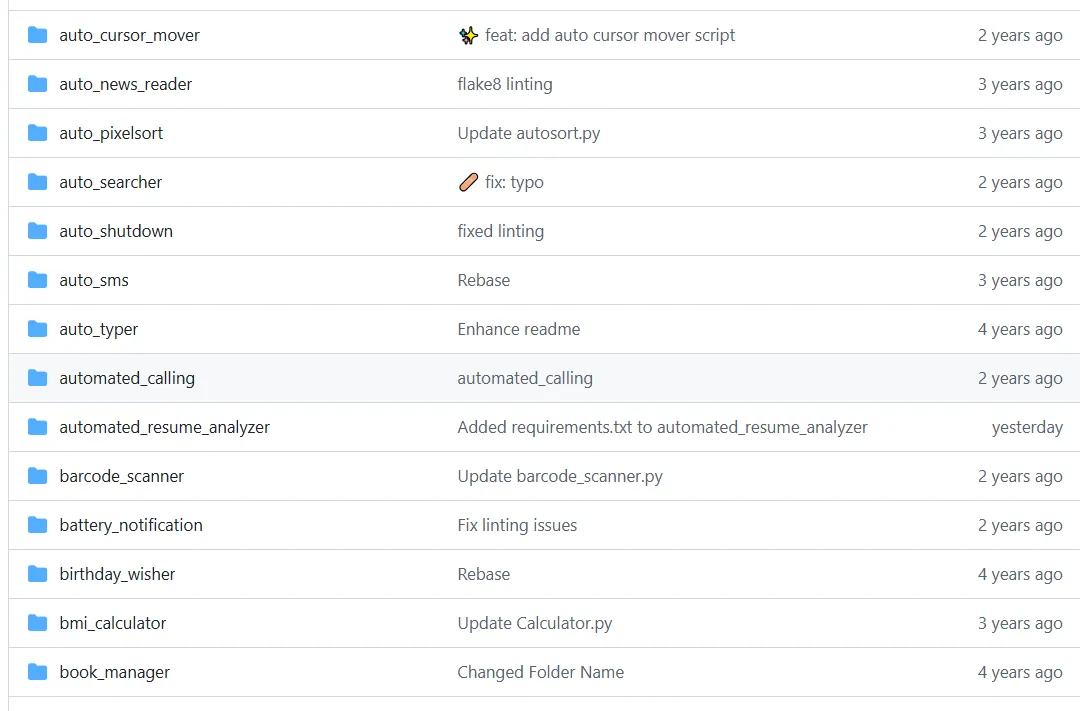 auto_cursor_mover ✨ feat: add auto cursor mover script 2 years ago
auto_news_reader flake8 linting 3 years ago
auto_pixelsort Update autosort.py 3 years ago
auto_searcher 🩹 fix: typo 2 years ago
auto_shutdown fixed linting 2 years ago
auto_sms Rebase 3 years ago
auto_typer Enhance readme 4 years ago
automated_calling automated_calling 2 years ago
automated_resume_analyzer Added requirements.txt to automated_resume_analyzer yesterday
barcode_scanner Update barcode_scanner.py 2 years ago
battery_notification Fix linting issues 2 years ago
birthday_wisher Rebase 4 years ago
bmi_calculator Update Calculator.py 3 years ago
book_manager Changed Folder Name 4 years ago